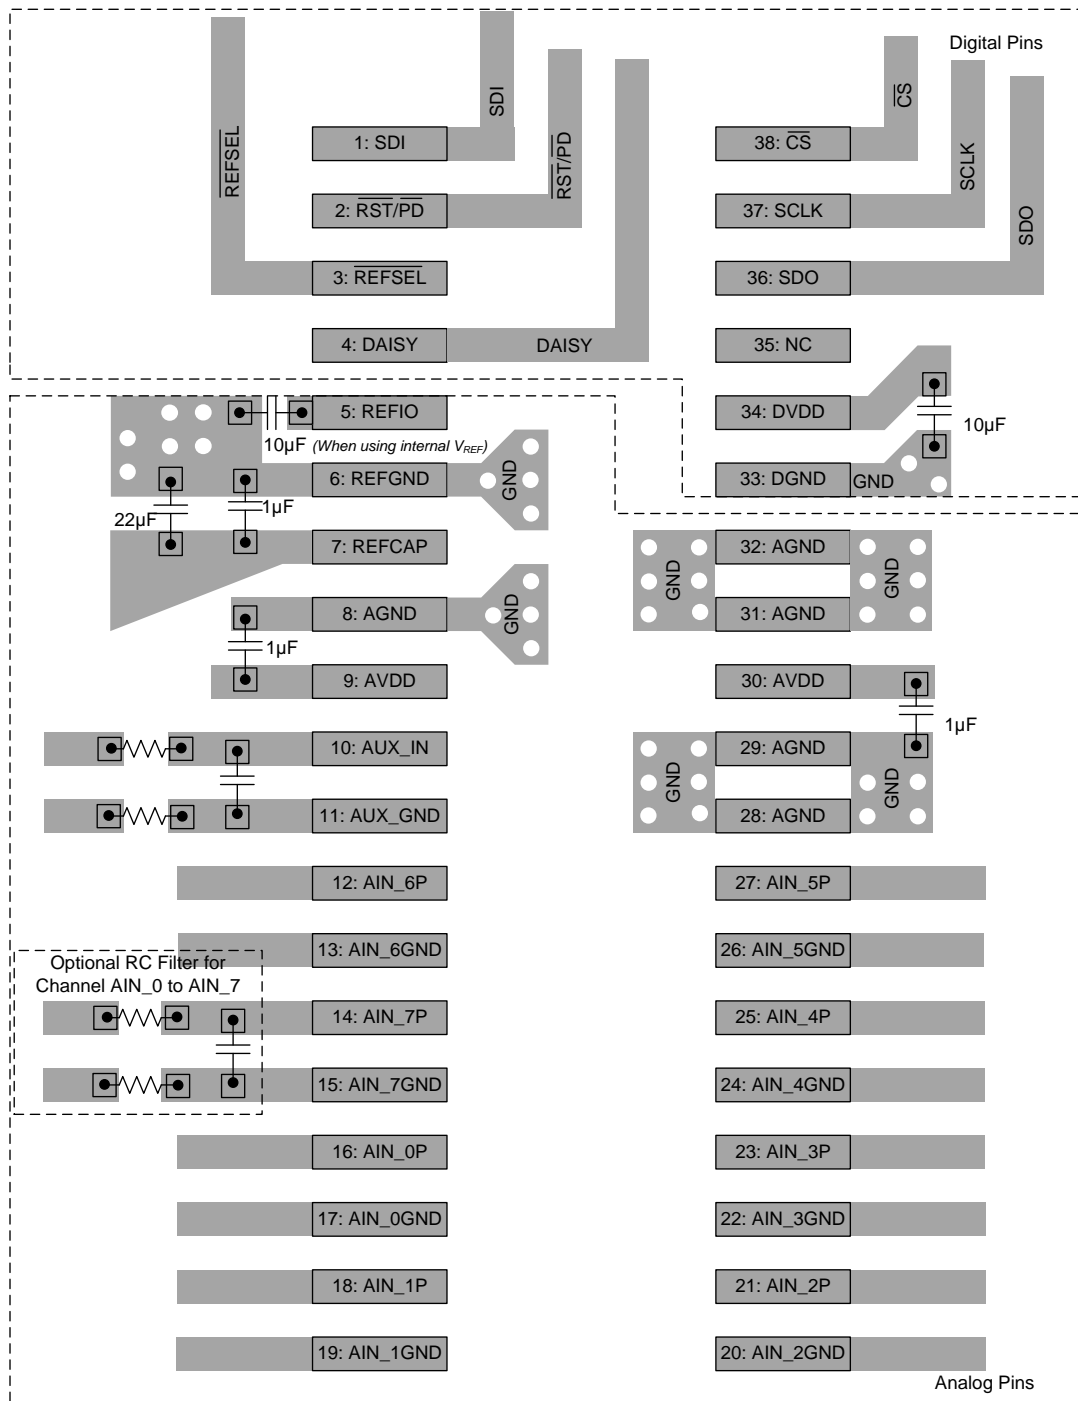 Digital Pins
SDI
CS
1: SDI
38: CS
REFSEL
RST/PD
SCLK
2: RST/PD
37: SCLK
SDO
3: REFSEL
36: SDO
4: DAISY
DAISY
35: NC
5: REFIO
34: DVDD
10µF
10µF (When using internal VREF)
6: REFGND
GND
33: DGND
GND
1µF
22µF
7: REFCAP
32: AGND
GND
GND
8: AGND
GND
31: AGND
1µF
9: AVDD
30: AVDD
1µF
10: AUX_IN
29: AGND
GND
GND
11: AUX_GND
28: AGND
12: AIN_6P
27: AIN_5P
13: AIN_6GND
26: AIN_5GND
Optional RC Filter for
Channel AIN_0 to AIN_7
14: AIN_7P
25: AIN_4P
15: AIN_7GND
24: AIN_4GND
16: AIN_0P
23: AIN_3P
17: AIN_0GND
22: AIN_3GND
18: AIN_1P
21: AIN_2P
19: AIN_1GND
20: AIN_2GND
Analog Pins